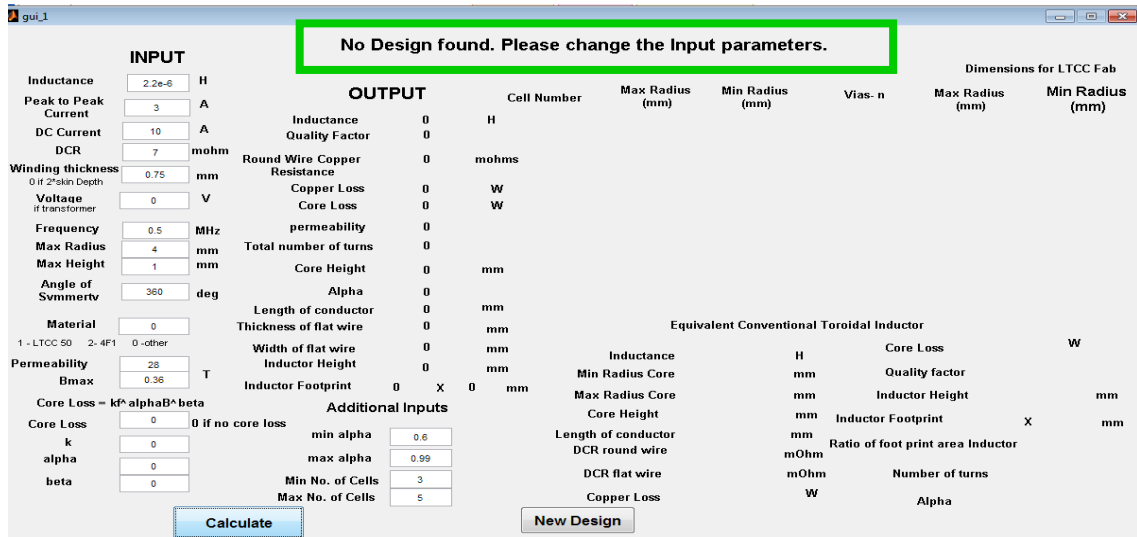 gui_1
No Design found. Please change the Input parameters.
INPUT
Inductance 2.2e-6 H
Peak to Peak Current 3 A
DC Current 10 A
DCR 7 mohm
Winding thickness 0.75 mm
0 if 2*skin Depth
Voltage 0 V
if transformer
Frequency 0.5 MHz
Max Radius 4 mm
Max Height 1 mm
Angle of Symmertv 360 deg
Material 0
1 - LTCC 50 2- 4F1 0 -other
Permeability 28
Bmax 0.36 T
Core Loss = kf^ alphaB^ beta
Core Loss 0 0 if no core loss
k 0
alpha 0
beta 0
OUTPUT
Inductance 0 H
Quality Factor 0
Round Wire Copper Resistance 0 mohms
Copper Loss 0 W
Core Loss 0 W
permeability 0
Total number of turns 0
Core Height 0 mm
Alpha 0
Length of conductor 0 mm
Thickness of flat wire 0 mm
Width of flat wire 0 mm
Inductor Height 0 mm
Inductor Footprint 0 X 0 mm
Additional Inputs
min alpha 0.6
max alpha 0.99
Min No. of Cells 3
Max No. of Cells 5
Dimensions for LTCC Fab
Cell Number Max Radius (mm) Min Radius (mm) Vias- n Max Radius (mm) Min Radius (mm)
Equivalent Conventional Toroidal Inductor
Inductance H
Min Radius Core mm
Max Radius Core mm
Core Height mm
Length of conductor mm
DCR round wire mOhm
DCR flat wire mOhm
Copper Loss W
Core Loss W
Quality factor
Inductor Height mm
Inductor Footprint X mm
Ratio of foot print area Inductor
Number of turns
Alpha
Calculate
New Design